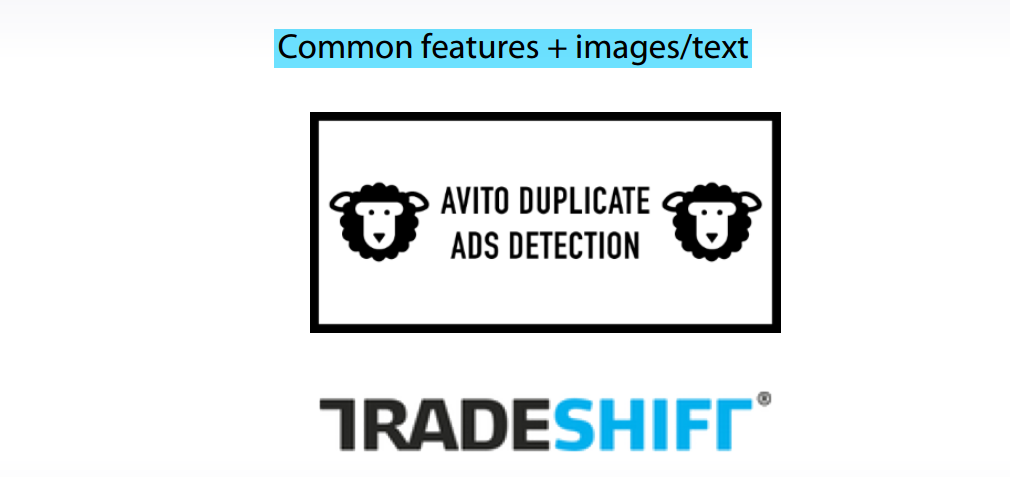 Common features + images/text
AVITO DUPLICATE
ADS DETECTION
TRADESHIFT®